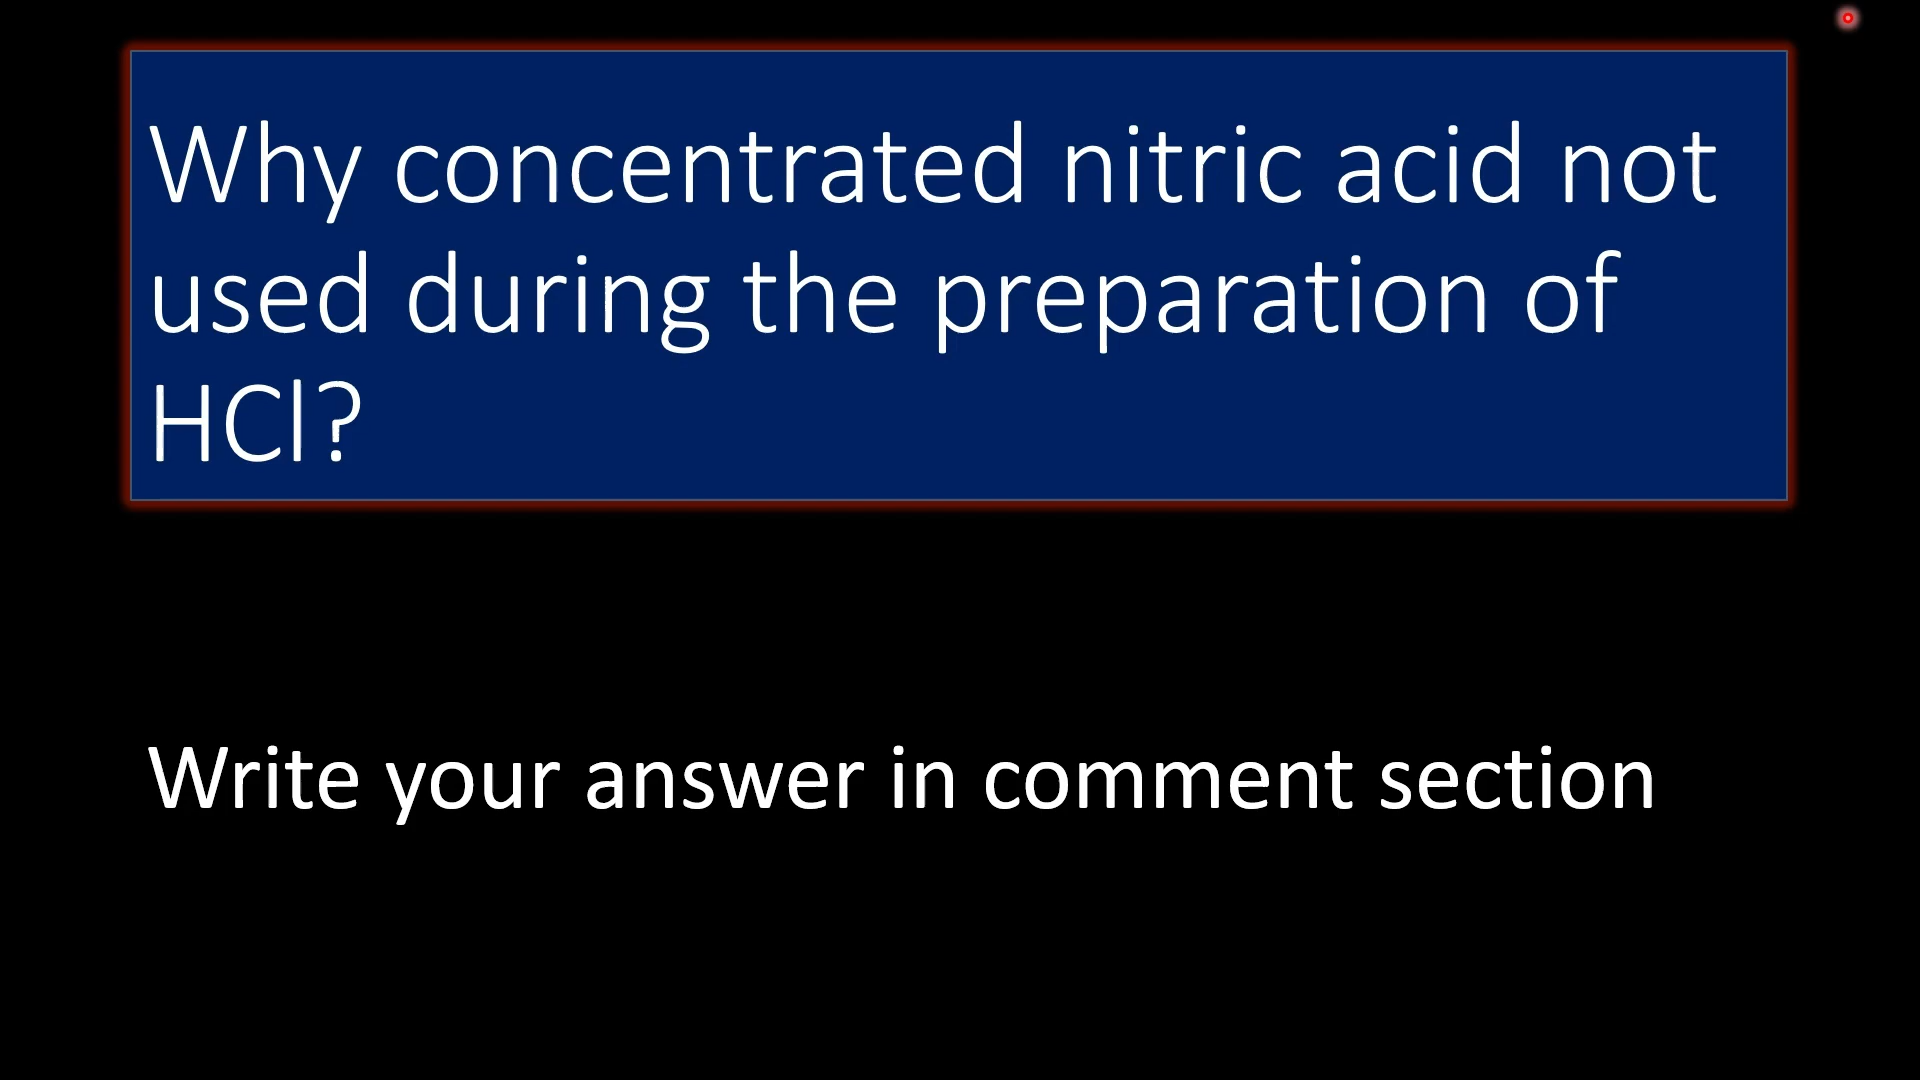 Why concentrated nitric acid not
used during the preparation of
HCl?
Write your answer in comment section